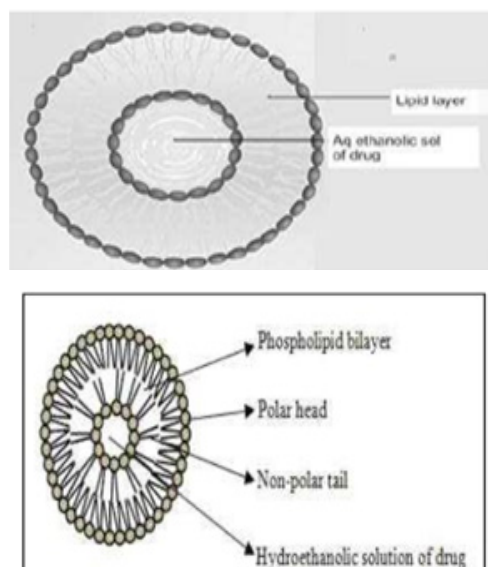 Lipid layer
Aq ethanolic sol
of drug
Phospholipid bilayer
Polar head
Non-polar tail
Hydroethanolic solution of drug